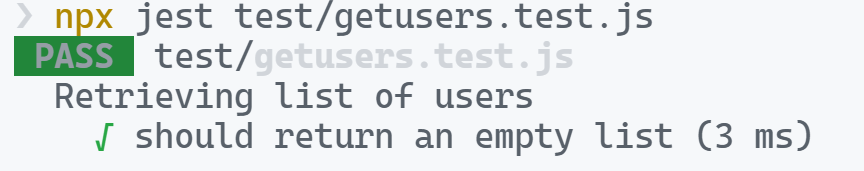 ❯ npx jest test/getusers.test.js
PASS test/getusers.test.js
Retrieving list of users
√ should return an empty list (3 ms)